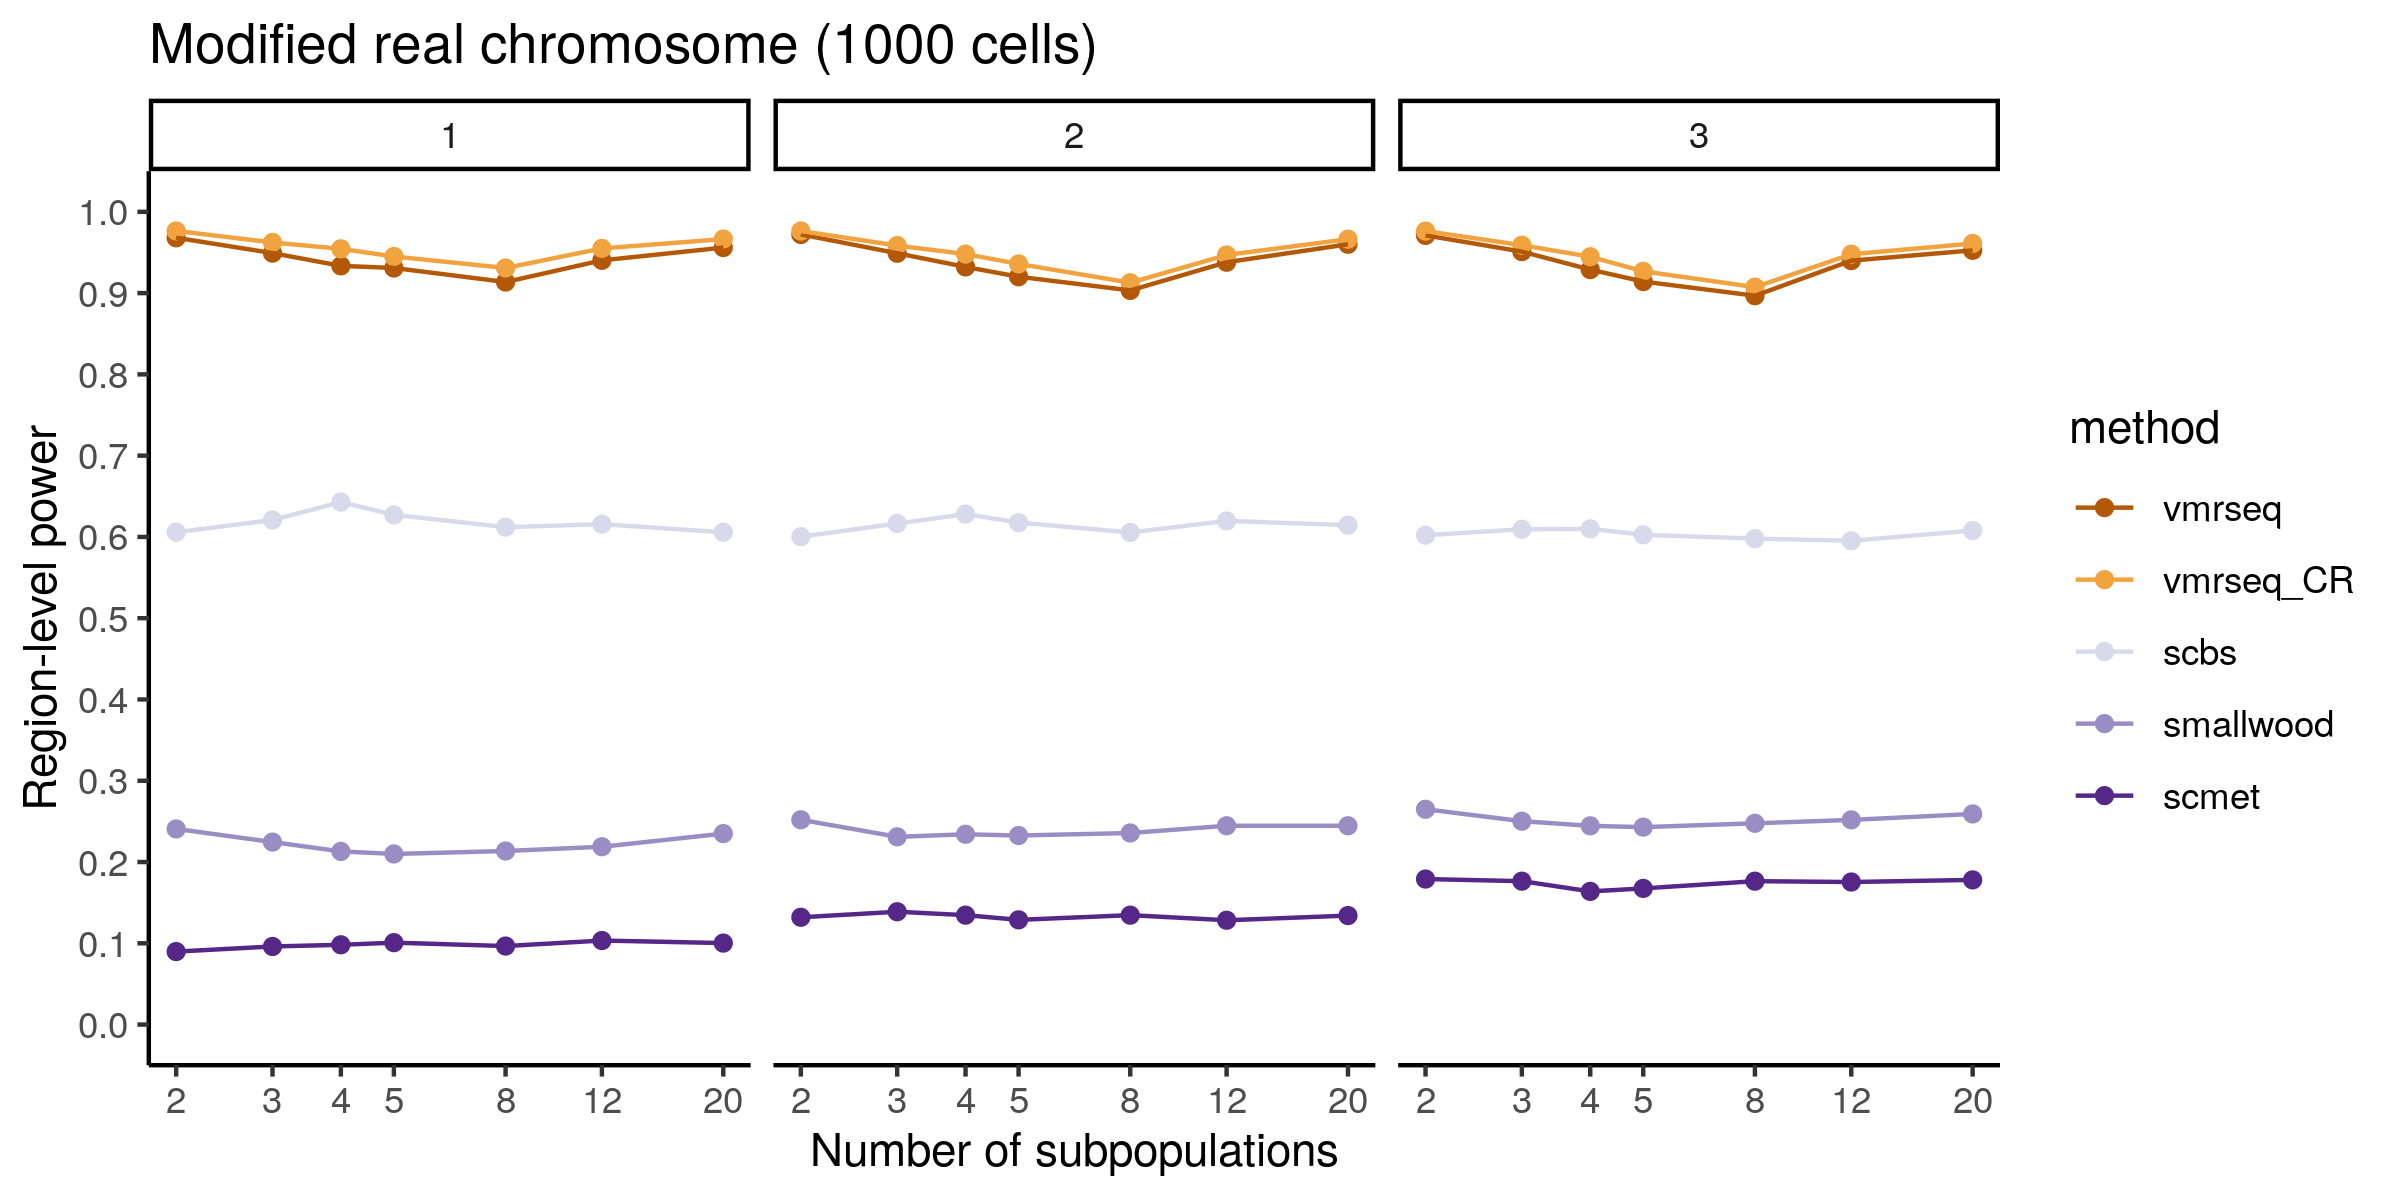 Modified real chromosome (1000 cells)
1 2 3
1.0
0.9
0.8
0.7
0.6
0.5
0.4
0.3
0.2
0.1
0.0
Region-level power
2 3 4 5 8 12 20 2 3 4 5 8 12 20 2 3 4 5 8 12 20
Number of subpopulations
method
vmrseq
vmrseq_CR
scbs
smallwood
scmet